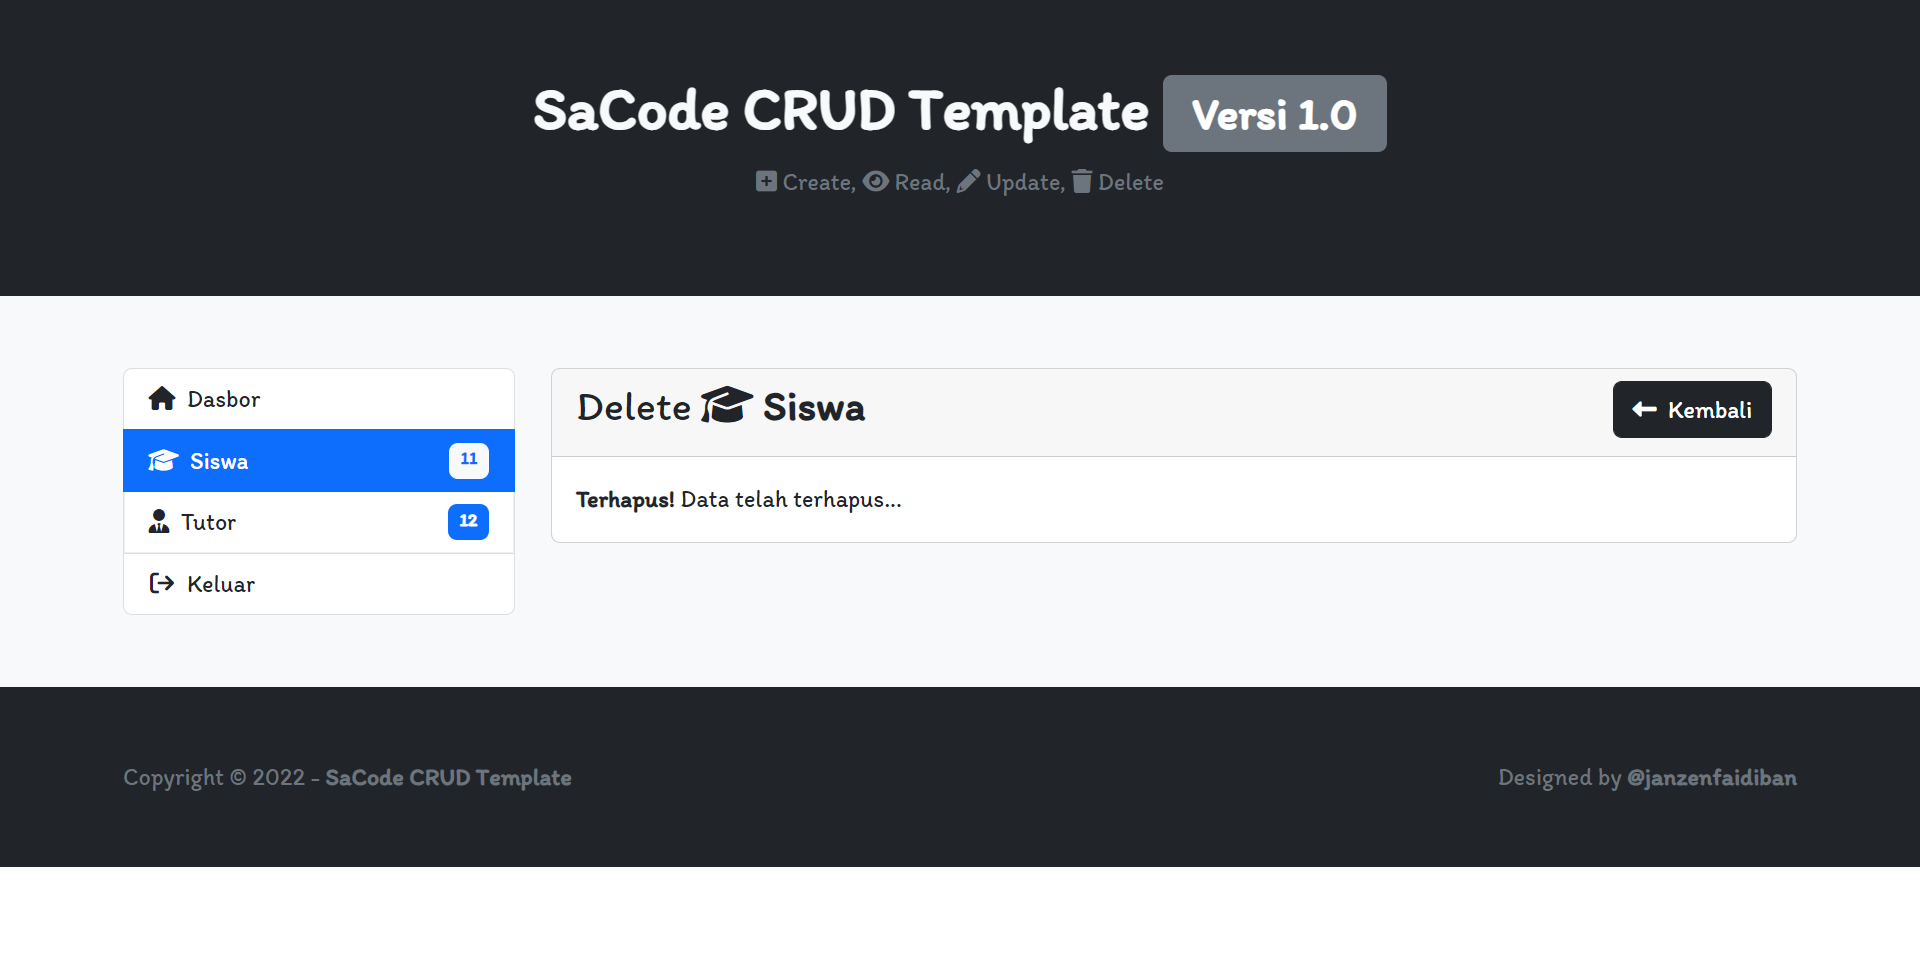 SaCode CRUD Template Versi 1.0
Create, Read, Update, Delete
Dasbor
Siswa 11
Tutor 12
Keluar
Delete Siswa
Kembali
Terhapus! Data telah terhapus...
Copyright © 2022 - SaCode CRUD Template
Designed by @janzenfaidiban